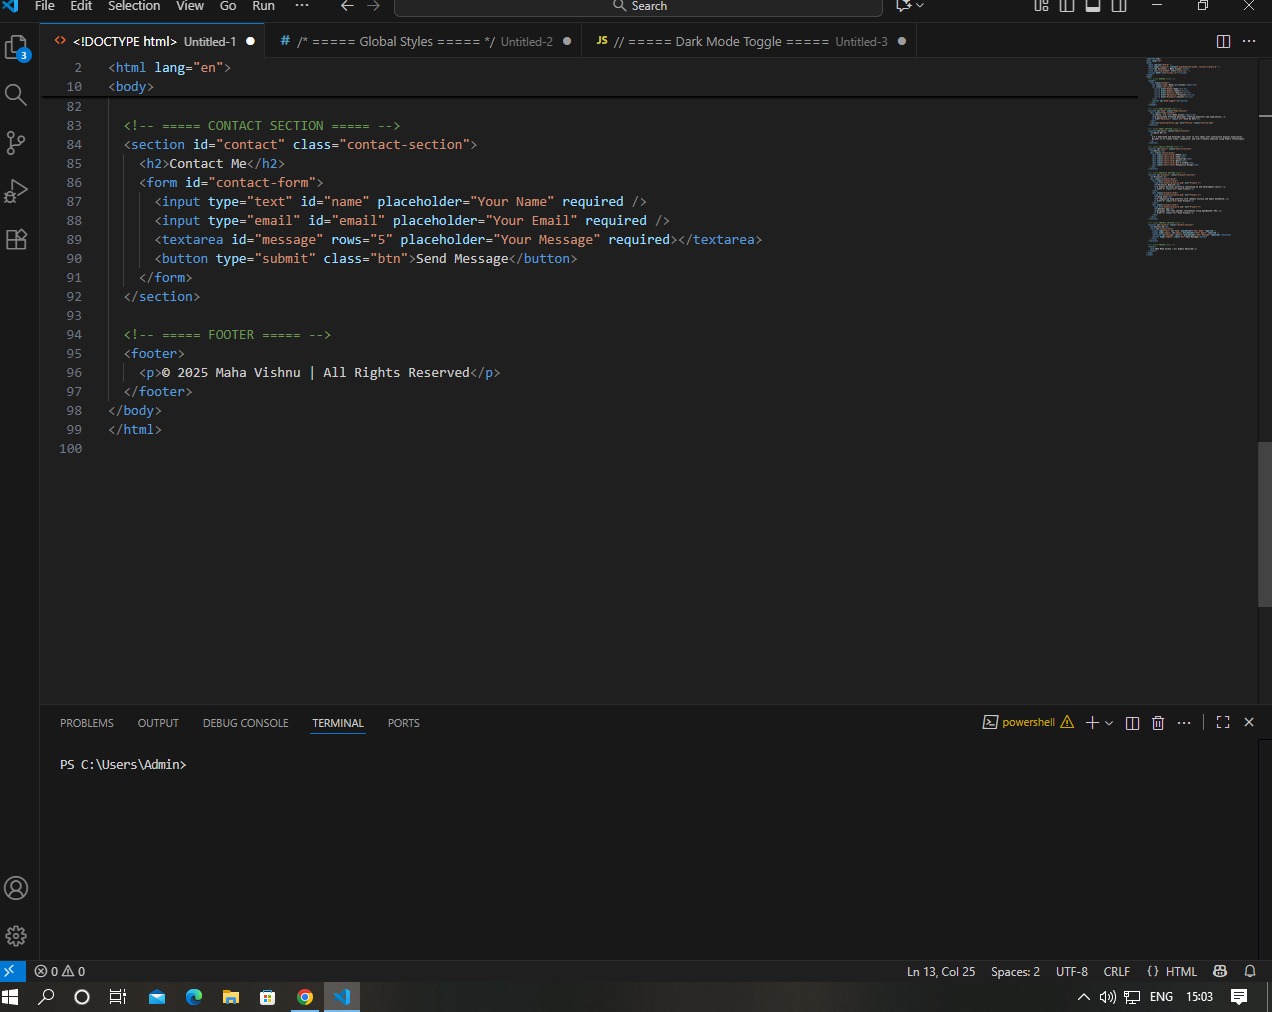 File Edit Selection View Go Run ··· Search
3
<!DOCTYPE html> Untitled-1 # /* ===== Global Styles ===== */ Untitled-2 JS // ===== Dark Mode Toggle ===== Untitled-3
2 <html lang="en">
10 <body>
82
83 <!-- ===== CONTACT SECTION ===== -->
84 <section id="contact" class="contact-section">
85 <h2>Contact Me</h2>
86 <form id="contact-form">
87 <input type="text" id="name" placeholder="Your Name" required />
88 <input type="email" id="email" placeholder="Your Email" required />
89 <textarea id="message" rows="5" placeholder="Your Message" required></textarea>
90 <button type="submit" class="btn">Send Message</button>
91 </form>
92 </section>
93
94 <!-- ===== FOOTER ===== -->
95 <footer>
96 <p>© 2025 Maha Vishnu | All Rights Reserved</p>
97 </footer>
98 </body>
99 </html>
100
PROBLEMS OUTPUT DEBUG CONSOLE TERMINAL PORTS powershell
PS C:\Users\Admin>
0 0 Ln 13, Col 25 Spaces: 2 UTF-8 CRLF {} HTML
ENG 15:03